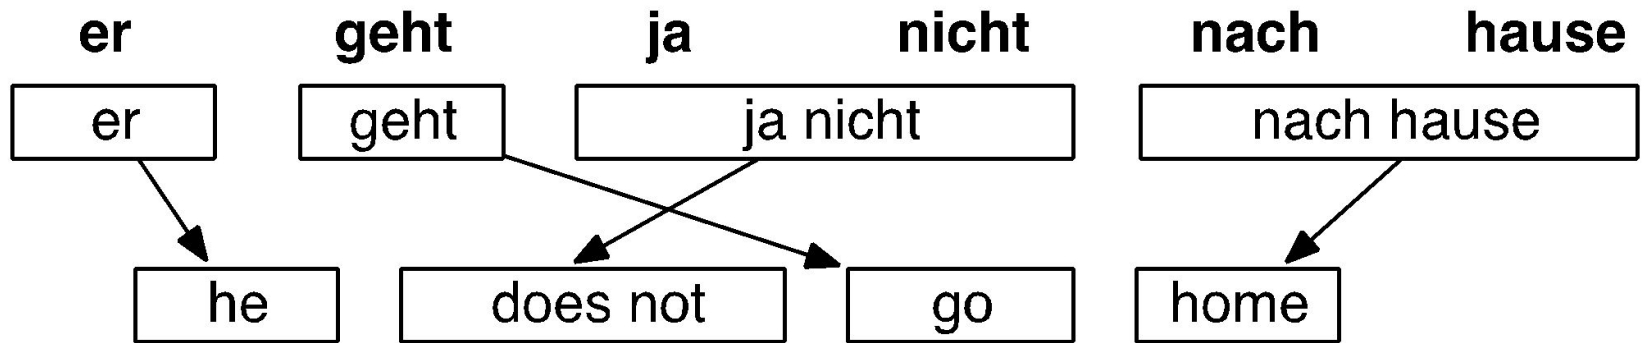 er geht ja nicht nach hause
er geht ja nicht nach hause
he does not go home